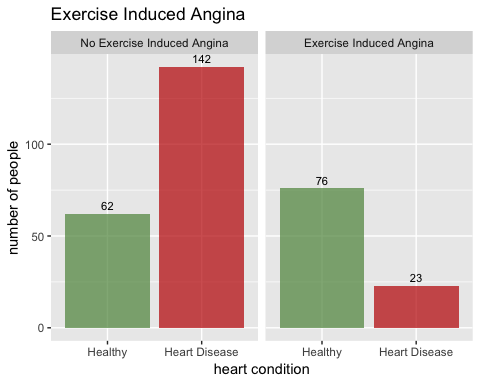 Exercise Induced Angina
No Exercise Induced Angina
Exercise Induced Angina
142
62
76
23
100
50
0
number of people
Healthy
Heart Disease
Healthy
Heart Disease
heart condition